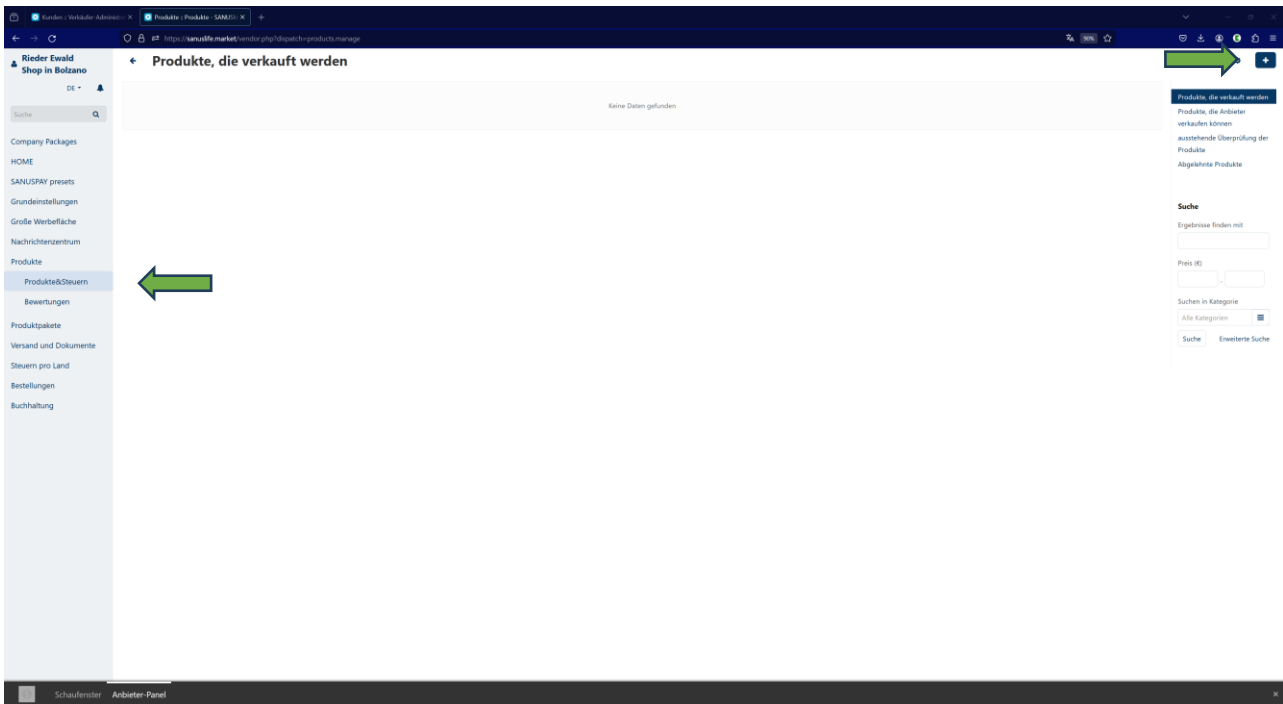 Kunden :: Verkäufer-Adminis
Produkte :: Produkte - SANUSL
https://sanuslife.market/vendor.php?dispatch=products.manage
90%
Rieder Ewald
Shop in Bolzano
DE
Suche
Company Packages
HOME
SANUSPAY presets
Grundeinstellungen
Große Werbefläche
Nachrichtenzentrum
Produkte
Produkte&Steuern
Bewertungen
Produktpakete
Versand und Dokumente
Steuern pro Land
Bestellungen
Buchhaltung
Produkte, die verkauft werden
Keine Daten gefunden
Produkte, die verkauft werden
Produkte, die Anbieter
verkaufen können
ausstehende Überprüfung der
Produkte
Abgelehnte Produkte
Suche
Ergebnisse finden mit
Preis (€)
-
Suchen in Kategorie
Alle Kategorien
Suche Erweiterte Suche
Schaufenster Anbieter-Panel